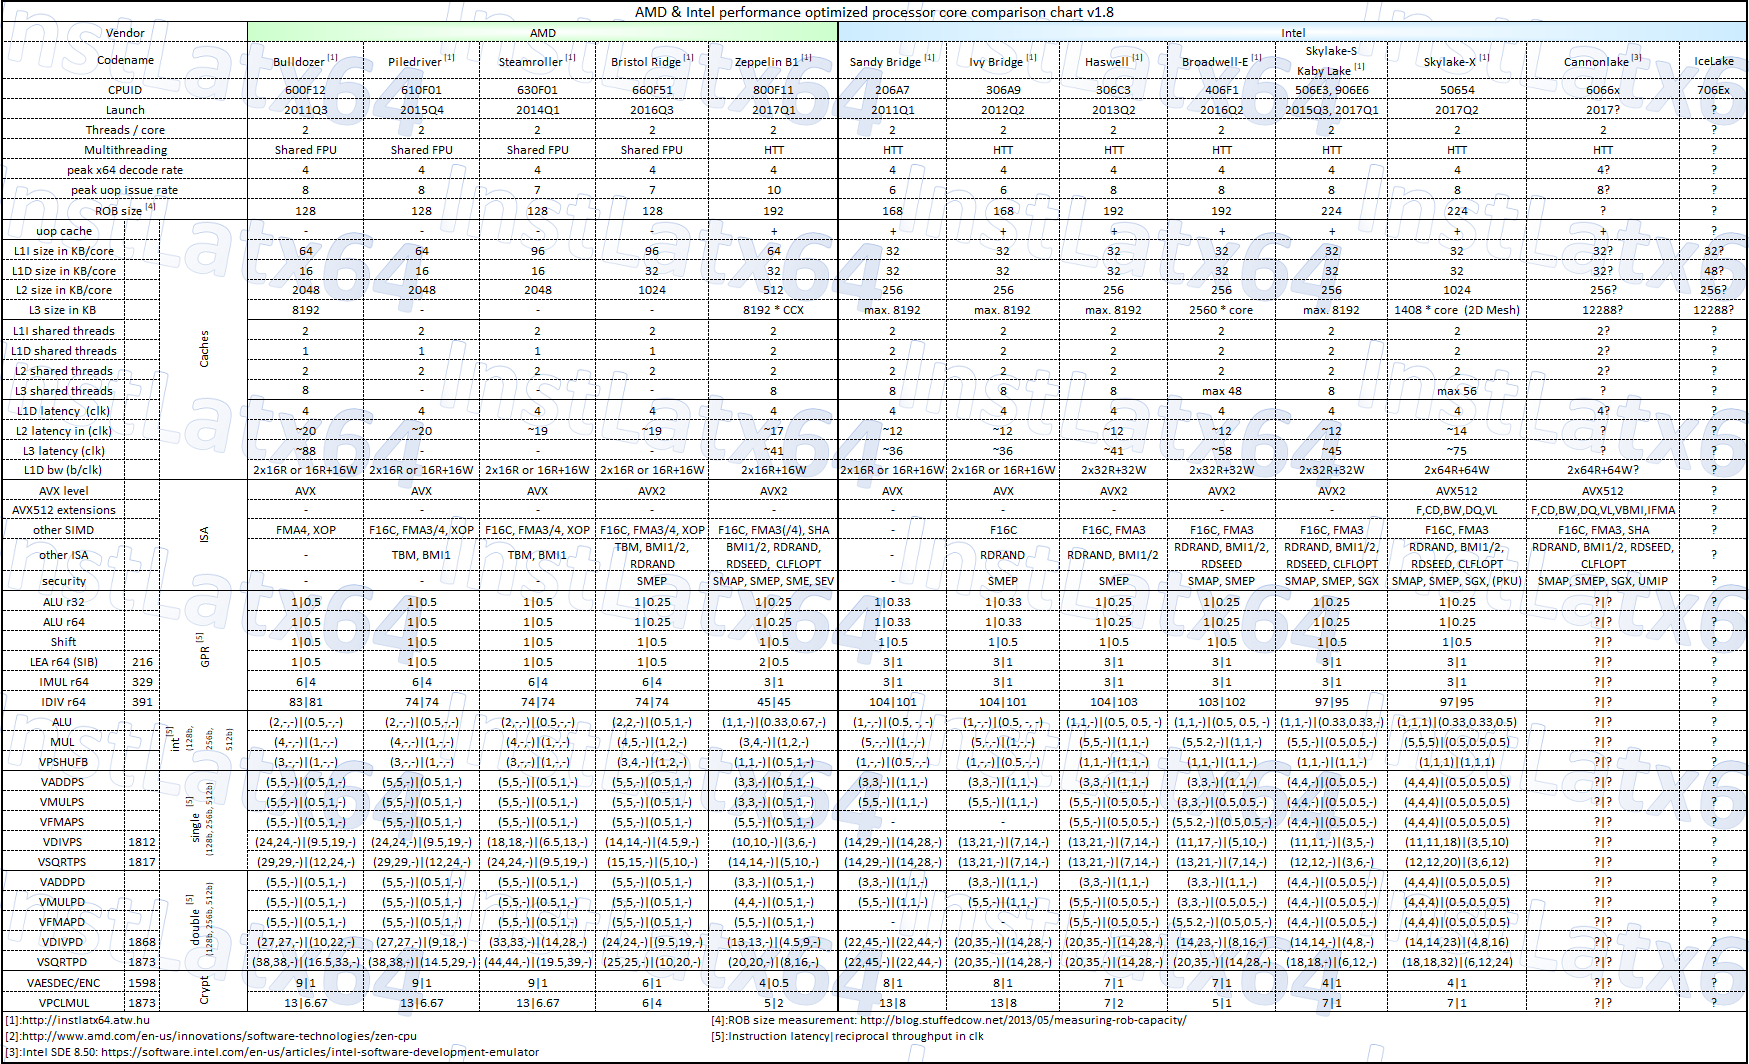 AMD & Intel performance optimized processor core comparison chart v1.8
Vendor AMD Intel
Codename Bulldozer [1] Piledriver [1] Steamroller [1] Bristol Ridge [1] Zeppelin B1 [1] Sandy Bridge [1] Ivy Bridge [1] Haswell [1] Broadwell-E [1] Skylake-S Kaby Lake [1] Skylake-X [1] Cannonlake [3] IceLake
CPUID 600F12 610F01 630F01 660F51 800F11 206A7 306A9 306C3 406F1 506E3, 906E6 50654 6066x 706Ex
Launch 2011Q3 2015Q4 2014Q1 2016Q3 2017Q1 2011Q1 2012Q2 2013Q2 2016Q2 2015Q3, 2017Q1 2017Q2 2017? ?
Threads / core 2 2 2 2 2 2 2 2 2 2 2 2 ?
Multithreading Shared FPU Shared FPU Shared FPU Shared FPU HTT HTT HTT HTT HTT HTT HTT HTT ?
peak x64 decode rate 4 4 4 4 4 4 4 4 4 4 4 4? ?
peak uop issue rate 8 8 7 7 10 6 6 8 8 8 8 8? ?
ROB size [4] 128 128 128 128 192 168 168 192 192 224 224 ? ?
Caches
uop cache - - - - + + + + + + + + ?
L1I size in KB/core 64 64 96 96 64 32 32 32 32 32 32 32? 32?
L1D size in KB/core 16 16 16 32 32 32 32 32 32 32 32 32? 48?
L2 size in KB/core 2048 2048 2048 1024 512 256 256 256 256 256 1024 256? 256?
L3 size in KB 8192 - - - 8192 * CCX max. 8192 max. 8192 max. 8192 2560 * core max. 8192 1408 * core (2D Mesh) 12288? 12288?
L1I shared threads 2 2 2 2 2 2 2 2 2 2 2 2? ?
L1D shared threads 1 1 1 1 2 2 2 2 2 2 2 2? ?
L2 shared threads 2 2 2 2 2 2 2 2 2 2 2 2? ?
L3 shared threads 8 - - - 8 8 8 8 max 48 8 max 56 ? ?
L1D latency (clk) 4 4 4 4 4 4 4 4 4 4 4 4? ?
L2 latency in (clk) ~20 ~20 ~19 ~19 ~17 ~12 ~12 ~12 ~12 ~12 ~14 ? ?
L3 latency (clk) ~88 - - - ~41 ~36 ~36 ~41 ~58 ~45 ~75 ? ?
L1D bw (b/clk) 2x16R or 16R+16W 2x16R or 16R+16W 2x16R or 16R+16W 2x16R or 16R+16W 2x16R+16W 2x16R or 16R+16W 2x16R or 16R+16W 2x32R+32W 2x32R+32W 2x32R+32W 2x64R+64W 2x64R+64W? ?
ISA
AVX level AVX AVX AVX AVX2 AVX2 AVX AVX AVX2 AVX2 AVX2 AVX512 AVX512 ?
AVX512 extensions - - - - - - - - - - F,CD,BW,DQ,VL F,CD,BW,DQ,VL,VBMI,IFMA ?
other SIMD FMA4, XOP F16C, FMA3/4, XOP F16C, FMA3/4, XOP F16C, FMA3/4, XOP F16C, FMA3(/4), SHA - F16C F16C, FMA3 F16C, FMA3 F16C, FMA3 F16C, FMA3 F16C, FMA3, SHA ?
other ISA - TBM, BMI1 TBM, BMI1 TBM, BMI1/2, RDRAND BMI1/2, RDRAND, RDSEED, CLFLOPT - RDRAND RDRAND, BMI1/2 RDRAND, BMI1/2, RDSEED RDRAND, BMI1/2, RDSEED, CLFLOPT RDRAND, BMI1/2, RDSEED, CLFLOPT RDRAND, BMI1/2, RDSEED, CLFLOPT ?
security - - - SMEP SMAP, SMEP, SME, SEV - SMEP SMEP SMAP, SMEP SMAP, SMEP, SGX SMAP, SMEP, SGX, (PKU) SMAP, SMEP, SGX, UMIP ?
GPR [5]
ALU r32 1|0.5 1|0.5 1|0.5 1|0.25 1|0.25 1|0.33 1|0.33 1|0.25 1|0.25 1|0.25 1|0.25 ?|? ?
ALU r64 1|0.5 1|0.5 1|0.5 1|0.25 1|0.25 1|0.33 1|0.33 1|0.25 1|0.25 1|0.25 1|0.25 ?|? ?
Shift 1|0.5 1|0.5 1|0.5 1|0.5 1|0.5 1|0.5 1|0.5 1|0.5 1|0.5 1|0.5 1|0.5 ?|? ?
LEA r64 (SIB) 216 1|0.5 1|0.5 1|0.5 1|0.5 2|0.5 3|1 3|1 3|1 3|1 3|1 3|1 ?|? ?
IMUL r64 329 6|4 6|4 6|4 6|4 3|1 3|1 3|1 3|1 3|1 3|1 3|1 ?|? ?
IDIV r64 391 83|81 74|74 74|74 74|74 45|45 104|101 104|101 104|103 103|102 97|95 97|95 ?|? ?
int [5] (128b, 256b, 512b)
ALU (2,-,-)|(0.5,-,-) (2,-,-)|(0.5,-,-) (2,-,-)|(0.5,-,-) (2,2,-)|(0.5,1,-) (1,1,-)|(0.33,0.67,-) (1,-,-)|(0.5, -, -) (1,-,-)|(0.5, -, -) (1,1,-)|(0.5, 0.5, -) (1,1,-)|(0.5, 0.5, -) (1,1,-)|(0.33,0.33,-) (1,1,1)|(0.33,0.33,0.5) ?|? ?
MUL (4,-,-)|(1,-,-) (4,-,-)|(1,-,-) (4,-,-)|(1,-,-) (4,5,-)|(1,2,-) (3,4,-)|(1,2,-) (5,-,-)|(1,-,-) (5,-,-)|(1,-,-) (5,5,-)|(1,1,-) (5,5.2,-)|(1,1,-) (5,5,-)|(0.5,0.5,-) (5,5,5)|(0.5,0.5,0.5) ?|? ?
VPSHUFB (3,-,-)|(1,-,-) (3,-,-)|(1,-,-) (3,-,-)|(1,-,-) (3,4,-)|(1,2,-) (1,1,-)|(0.5,1,-) (1,-,-)|(0.5,-,-) (1,-,-)|(0.5,-,-) (1,1,-)|(1,1,-) (1,1,-)|(1,1,-) (1,1,-)|(1,1,-) (1,1,1)|(1,1,1) ?|? ?
single [5] (128b, 256b, 512b)
VADDPS (5,5,-)|(0.5,1,-) (5,5,-)|(0.5,1,-) (5,5,-)|(0.5,1,-) (5,5,-)|(0.5,1,-) (3,3,-)|(0.5,1,-) (3,3,-)|(1,1,-) (3,3,-)|(1,1,-) (3,3,-)|(1,1,-) (3,3,-)|(1,1,-) (4,4,-)|(0.5,0.5,-) (4,4,4)|(0.5,0.5,0.5) ?|? ?
VMULPS (5,5,-)|(0.5,1,-) (5,5,-)|(0.5,1,-) (5,5,-)|(0.5,1,-) (5,5,-)|(0.5,1,-) (3,3,-)|(0.5,1,-) (5,5,-)|(1,1,-) (5,5,-)|(1,1,-) (5,5,-)|(0.5,0.5,-) (3,3,-)|(0.5,0.5,-) (4,4,-)|(0.5,0.5,-) (4,4,4)|(0.5,0.5,0.5) ?|? ?
VFMAPS (5,5,-)|(0.5,1,-) (5,5,-)|(0.5,1,-) (5,5,-)|(0.5,1,-) (5,5,-)|(0.5,1,-) (5,5,-)|(0.5,1,-) - - (5,5,-)|(0.5,0.5,-) (5,5.2,-)|(0.5,0.5,-) (4,4,-)|(0.5,0.5,-) (4,4,4)|(0.5,0.5,0.5) ?|? ?
VDIVPS 1812 (24,24,-)|(9.5,19,-) (24,24,-)|(9.5,19,-) (18,18,-)|(6.5,13,-) (14,14,-)|(4.5,9,-) (10,10,-)|(3,6,-) (14,29,-)|(14,28,-) (13,21,-)|(7,14,-) (13,21,-)|(7,14,-) (11,17,-)|(5,10,-) (11,11,-)|(3,5,-) (11,11,18)|(3,5,10) ?|? ?
VSQRTPS 1817 (29,29,-)|(12,24,-) (29,29,-)|(12,24,-) (24,24,-)|(9.5,19,-) (15,15,-)|(5,10,-) (14,14,-)|(5,10,-) (14,29,-)|(14,28,-) (13,21,-)|(7,14,-) (13,21,-)|(7,14,-) (13,21,-)|(7,14,-) (12,12,-)|(3,6,-) (12,12,20)|(3,6,12) ?|? ?
double [5] (128b, 256b, 512b)
VADDPD (5,5,-)|(0.5,1,-) (5,5,-)|(0.5,1,-) (5,5,-)|(0.5,1,-) (5,5,-)|(0.5,1,-) (3,3,-)|(0.5,1,-) (3,3,-)|(1,1,-) (3,3,-)|(1,1,-) (3,3,-)|(1,1,-) (3,3,-)|(1,1,-) (4,4,-)|(0.5,0.5,-) (4,4,4)|(0.5,0.5,0.5) ?|? ?
VMULPD (5,5,-)|(0.5,1,-) (5,5,-)|(0.5,1,-) (5,5,-)|(0.5,1,-) (5,5,-)|(0.5,1,-) (4,4,-)|(0.5,1,-) (5,5,-)|(1,1,-) (5,5,-)|(1,1,-) (5,5,-)|(0.5,0.5,-) (3,3,-)|(0.5,0.5,-) (4,4,-)|(0.5,0.5,-) (4,4,4)|(0.5,0.5,0.5) ?|? ?
VFMAPD (5,5,-)|(0.5,1,-) (5,5,-)|(0.5,1,-) (5,5,-)|(0.5,1,-) (5,5,-)|(0.5,1,-) (5,5,-)|(0.5,1,-) - - (5,5,-)|(0.5,0.5,-) (5,5.2,-)|(0.5,0.5,-) (4,4,-)|(0.5,0.5,-) (4,4,4)|(0.5,0.5,0.5) ?|? ?
VDIVPD 1868 (27,27,-)|(10,22,-) (27,27,-)|(9,18,-) (33,33,-)|(14,28,-) (24,24,-)|(9.5,19,-) (13,13,-)|(4.5,9,-) (22,45,-)|(22,44,-) (20,35,-)|(14,28,-) (20,35,-)|(14,28,-) (14,23,-)|(8,16,-) (14,14,-)|(4,8,-) (14,14,23)|(4,8,16) ?|? ?
VSQRTPD 1873 (38,38,-)|(16.5,33,-) (38,38,-)|(14.5,29,-) (44,44,-)|(19.5,39,-) (25,25,-)|(10,20,-) (20,20,-)|(8,16,-) (22,45,-)|(22,44,-) (20,35,-)|(14,28,-) (20,35,-)|(14,28,-) (20,35,-)|(14,28,-) (18,18,-)|(6,12,-) (18,18,32)|(6,12,24) ?|? ?
Crypt
VAESDEC/ENC 1598 9|1 9|1 9|1 6|1 4|0.5 8|1 8|1 7|1 7|1 4|1 4|1 ?|? ?
VPCLMUL 1873 13|6.67 13|6.67 13|6.67 6|4 5|2 13|8 13|8 7|2 5|1 7|1 7|1 ?|? ?
[1]:http://instlatx64.atw.hu [4]:ROB size measurement: http://blog.stuffedcow.net/2013/05/measuring-rob-capacity/
[2]:http://www.amd.com/en-us/innovations/software-technologies/zen-cpu [5]:Instruction latency|reciprocal throughput in clk
[3]:Intel SDE 8.50: https://software.intel.com/en-us/articles/intel-software-development-emulator
InstLatx64